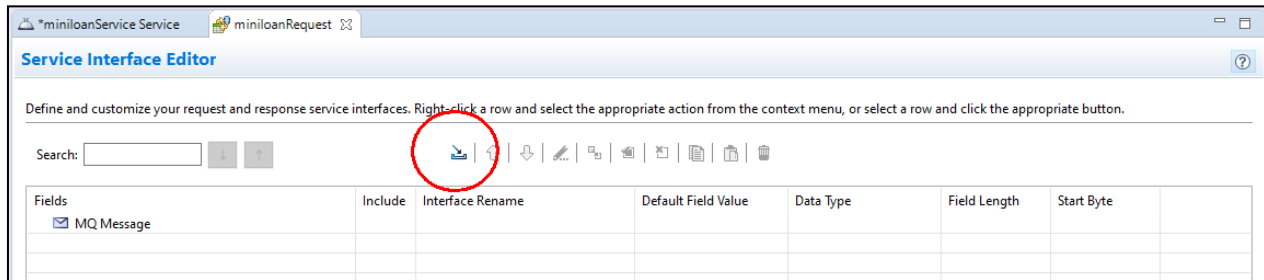 *miniloanService Service miniloanRequest
Service Interface Editor
Define and customize your request and response service interfaces. Right-click a row and select the appropriate action from the context menu, or select a row and click the appropriate button.
Search:
Fields Include Interface Rename Default Field Value Data Type Field Length Start Byte
MQ Message